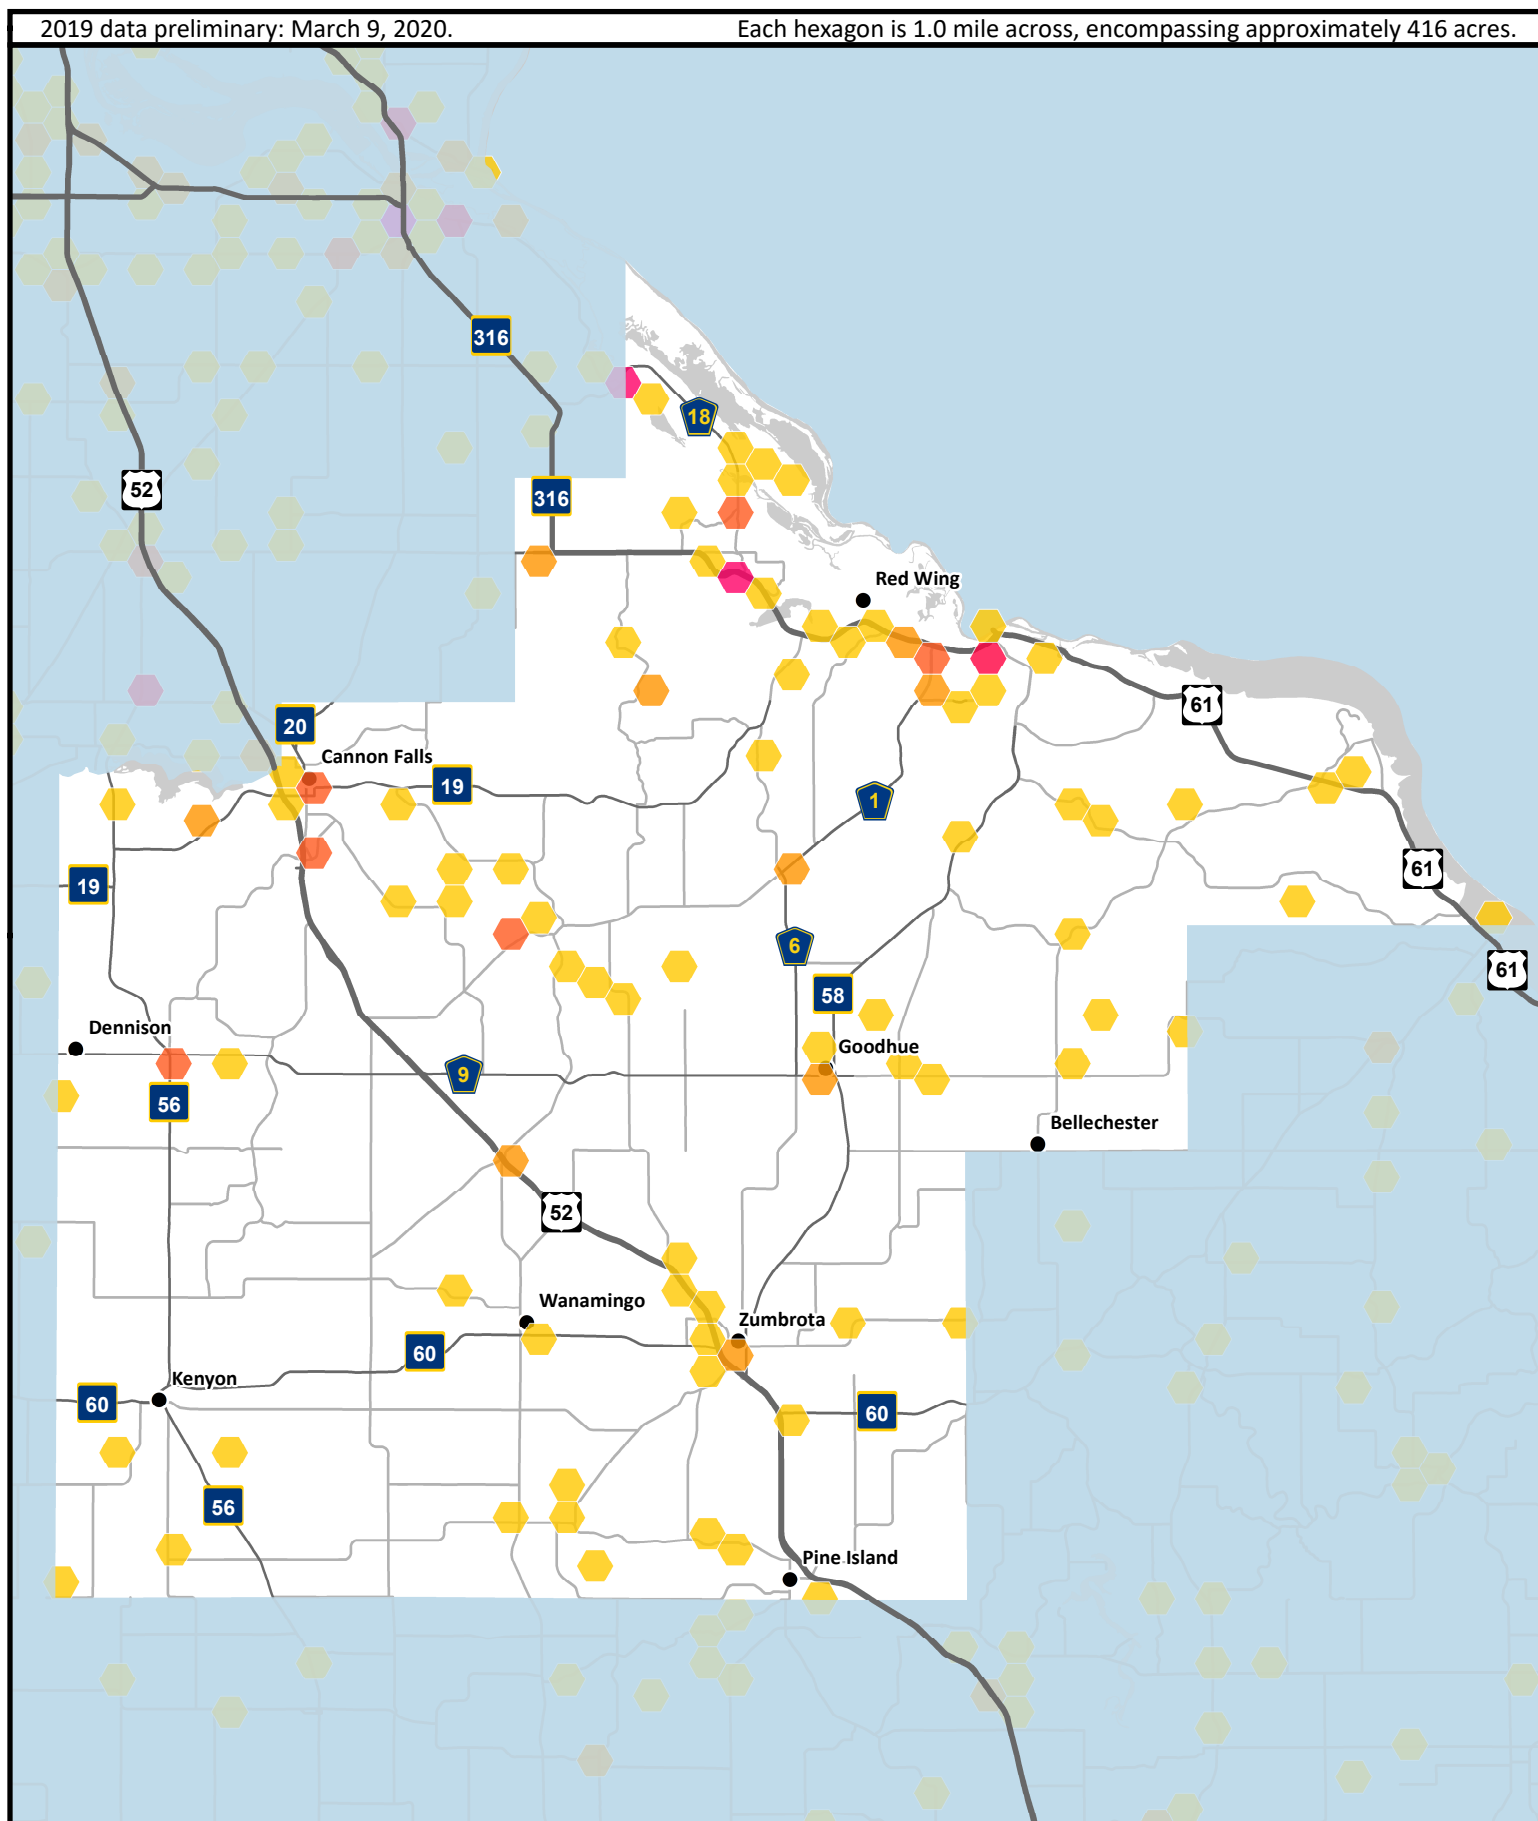 2019 data preliminary: March 9, 2020.
Each hexagon is 1.0 mile across, encompassing approximately 416 acres.
316
18
52
316
Red Wing
61
20
Cannon Falls
19
1
61
19
6
61
58
Dennison
Goodhue
9
56
Bellechester
52
Wanamingo
Zumbrota
60
Kenyon
60
60
56
Pine Island